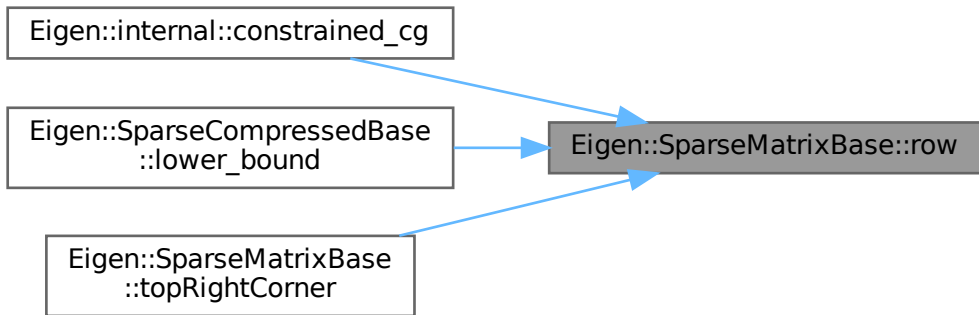 Eigen::internal::constrained_cg
Eigen::SparseCompressedBase
::lower_bound
Eigen::SparseMatrixBase::row
Eigen::SparseMatrixBase
::topRightCorner